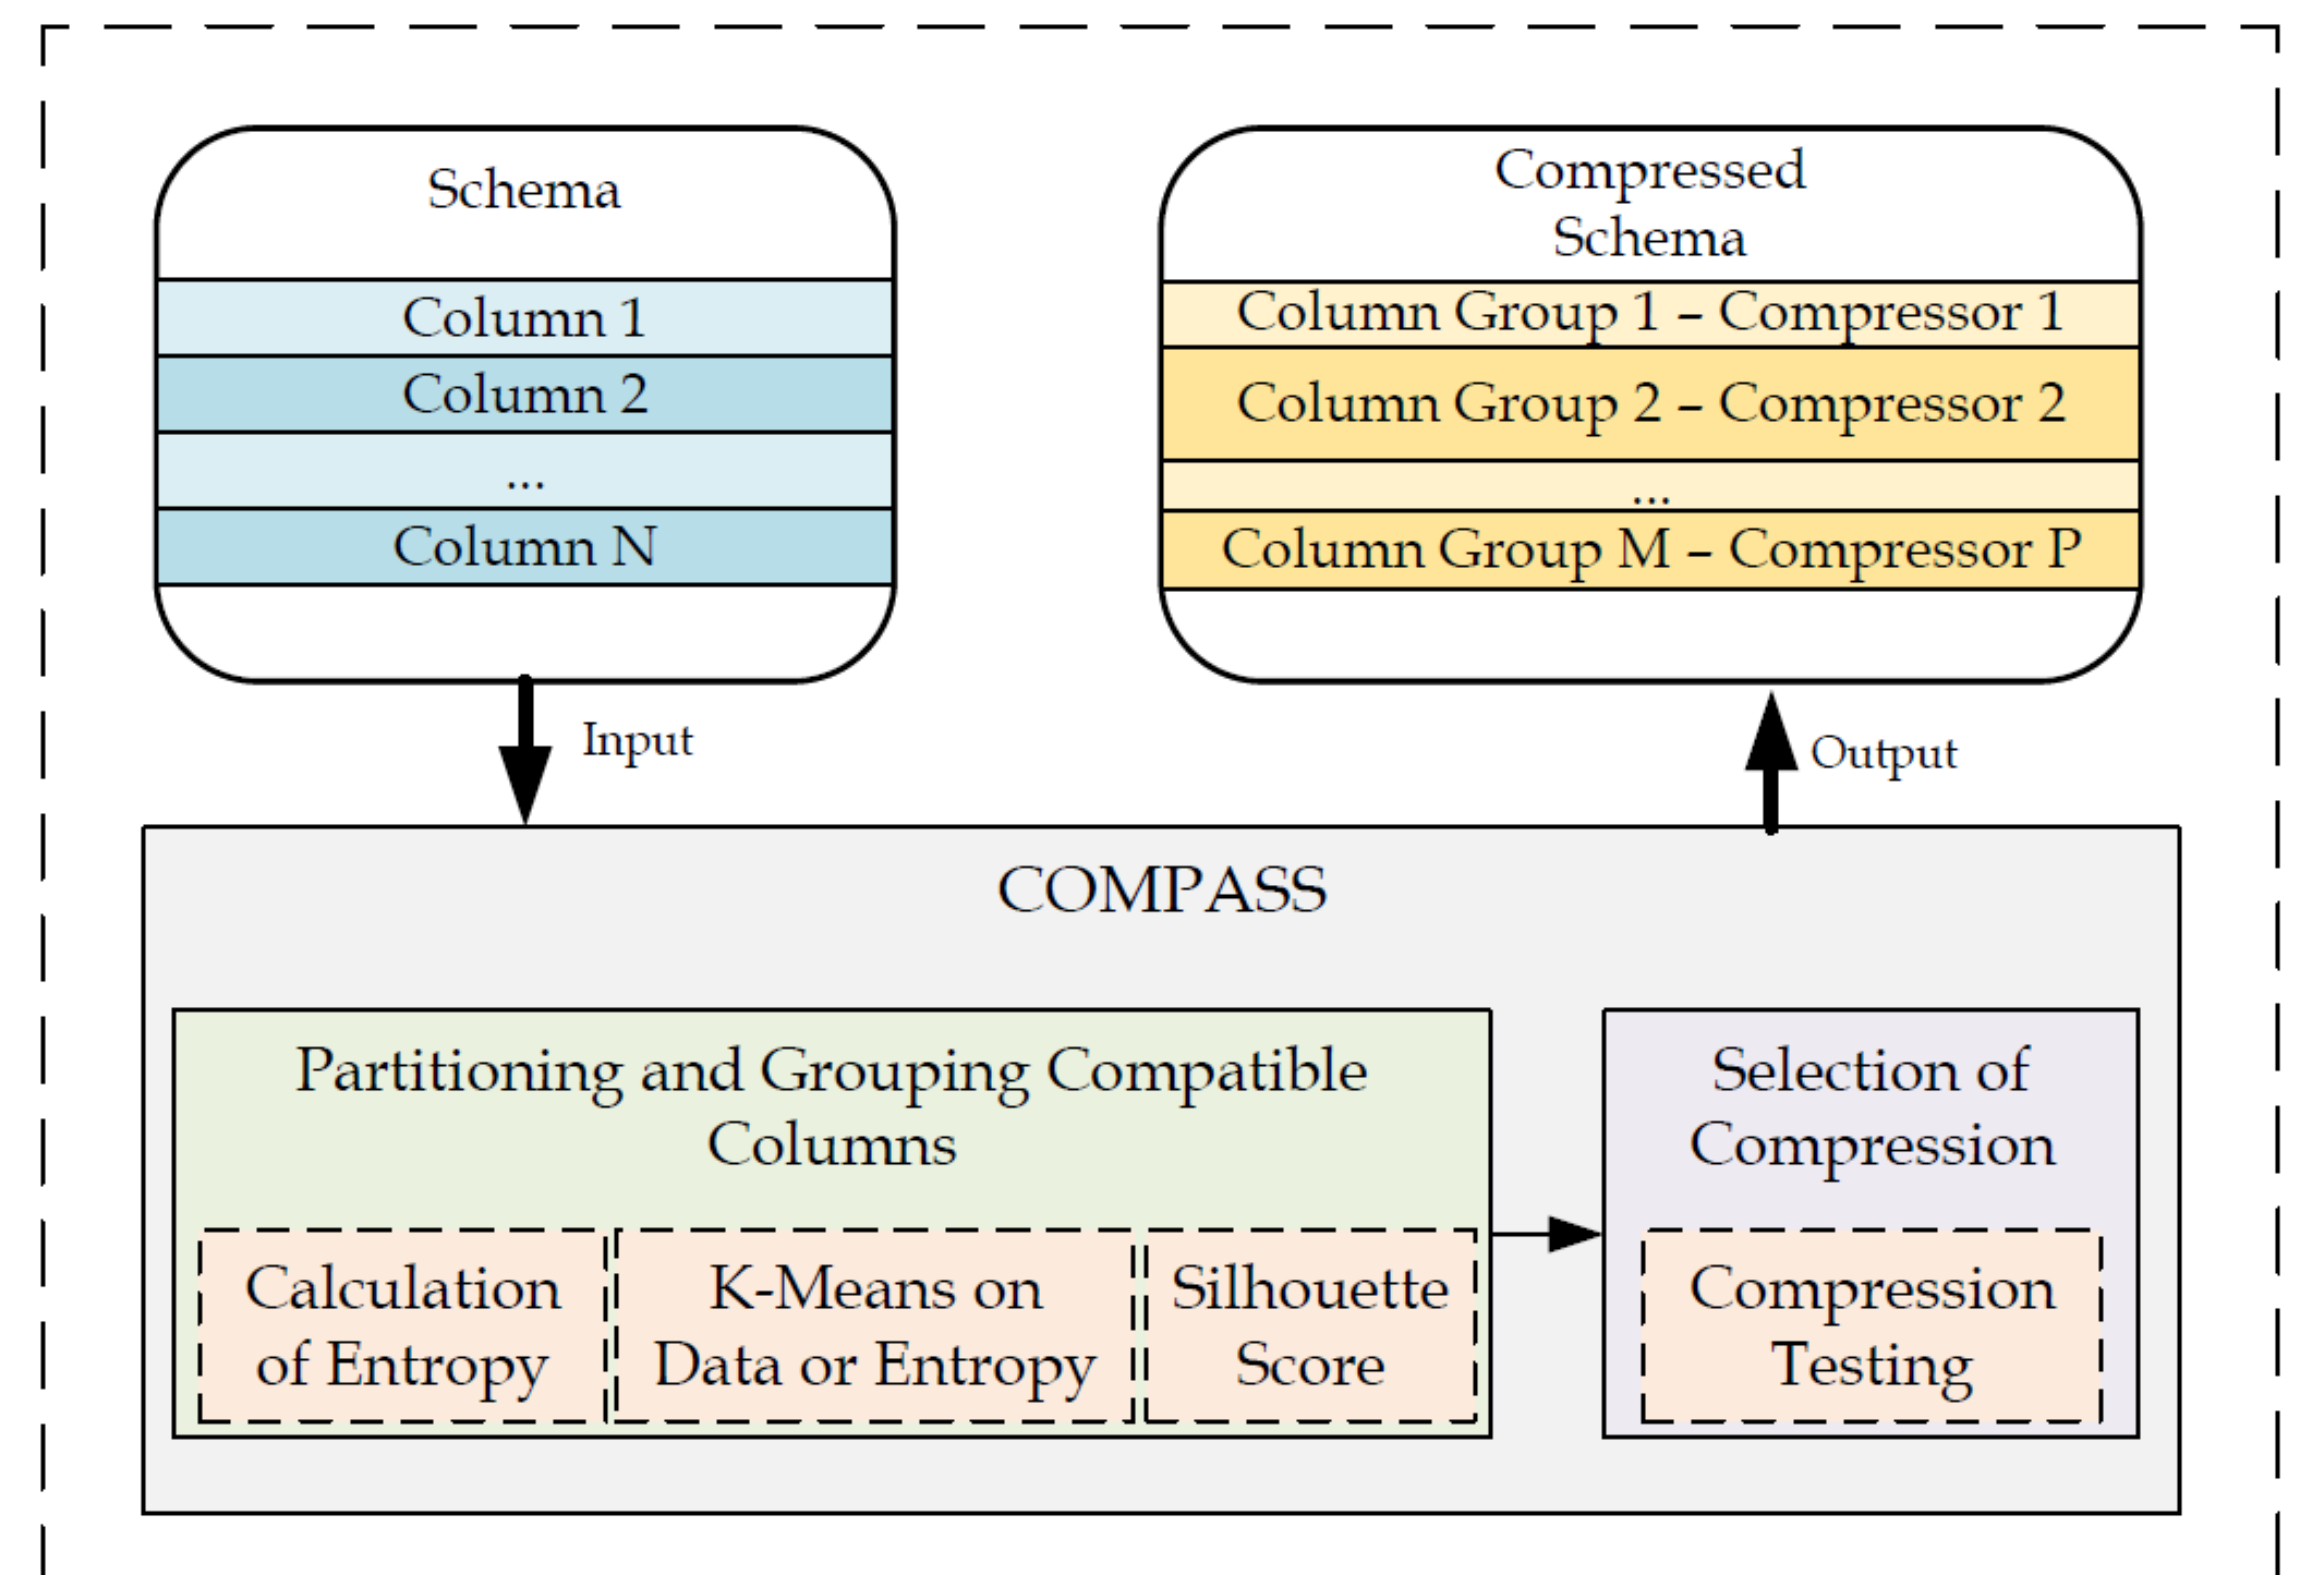 Schema
Column 1
Column 2
...
Column N
Compressed
Schema
Column Group 1 – Compressor 1
Column Group 2 – Compressor 2
...
Column Group M – Compressor P
Input
Output
COMPASS
Partitioning and Grouping Compatible
Columns
Calculation
of Entropy
K-Means on
Data or Entropy
Silhouette
Score
Selection of
Compression
Compression
Testing